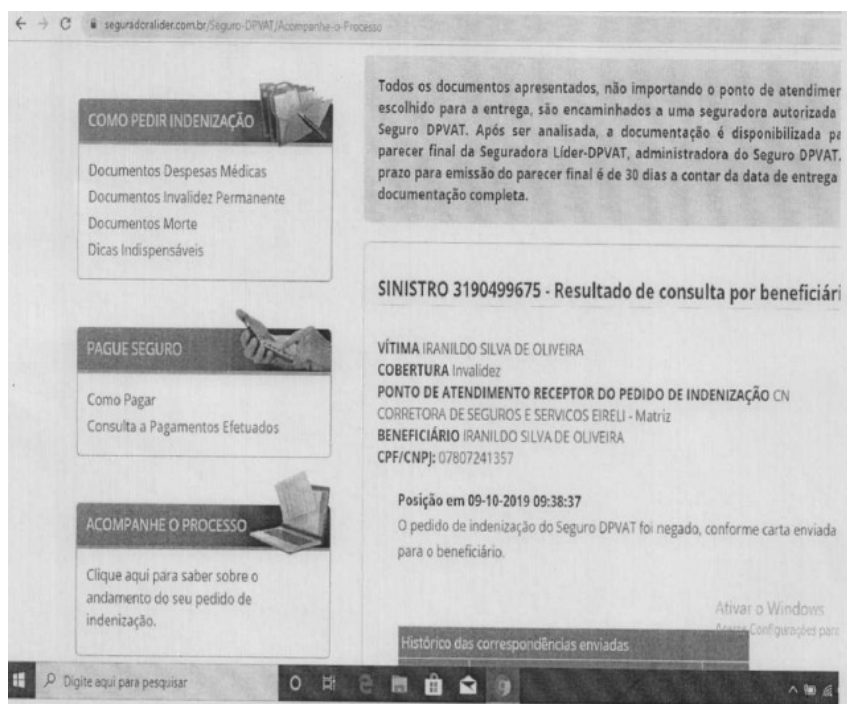 seguradoralider.com.br/Seguro-DPVAT/Acompanhe-o-Processo
COMO PEDIR INDENIZAÇÃO
Documentos Despesas Médicas
Documentos Invalidez Permanente
Documentos Morte
Dicas Indispensáveis
PAGUE SEGURO
Como Pagar
Consulta a Pagamentos Efetuados
ACOMPANHE O PROCESSO
Clique aqui para saber sobre o
andamento do seu pedido de
indenização.
Todos os documentos apresentados, não importando o ponto de atendimen
escolhido para a entrega, são encaminhados a uma seguradora autorizada
Seguro DPVAT. Após ser analisada, a documentação é disponibilizada pa
parecer final da Seguradora Líder-DPVAT, administradora do Seguro DPVAT.
prazo para emissão do parecer final é de 30 dias a contar da data de entrega
documentação completa.
SINISTRO 3190499675 - Resultado de consulta por beneficiári
VÍTIMA IRANILDO SILVA DE OLIVEIRA
COBERTURA Invalidez
PONTO DE ATENDIMENTO RECEPTOR DO PEDIDO DE INDENIZAÇÃO CN
CORRETORA DE SEGUROS E SERVICOS EIRELI - Matriz
BENEFICIÁRIO IRANILDO SILVA DE OLIVEIRA
CPF/CNPJ: 07807241357
Posição em 09-10-2019 09:38:37
O pedido de indenização do Seguro DPVAT foi negado, conforme carta enviada
para o beneficiário.
Ativar o Windows
Configurações para
Histórico das correspondências enviadas
Digite aqui para pesquisar